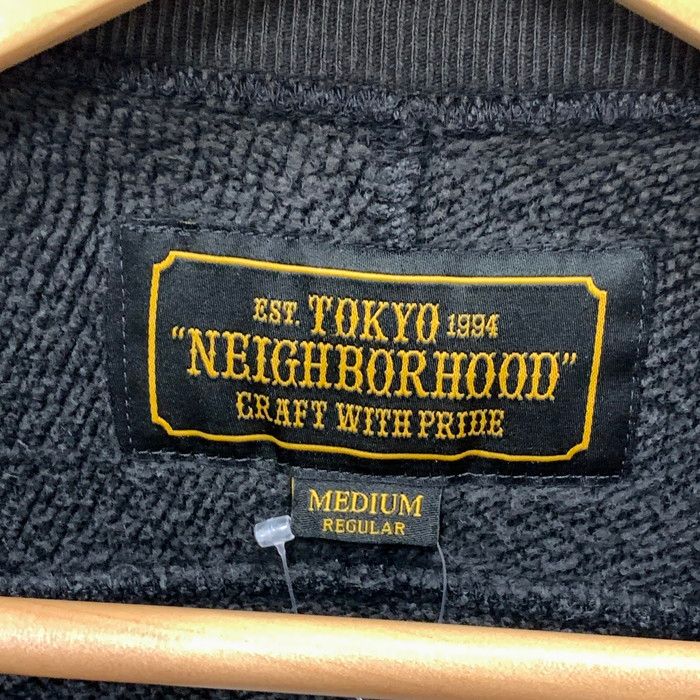 EST. TOKYO 1994
"NEIGHBORHOOD"
CRAFT WITH PRIDE
MEDIUM
REGULAR